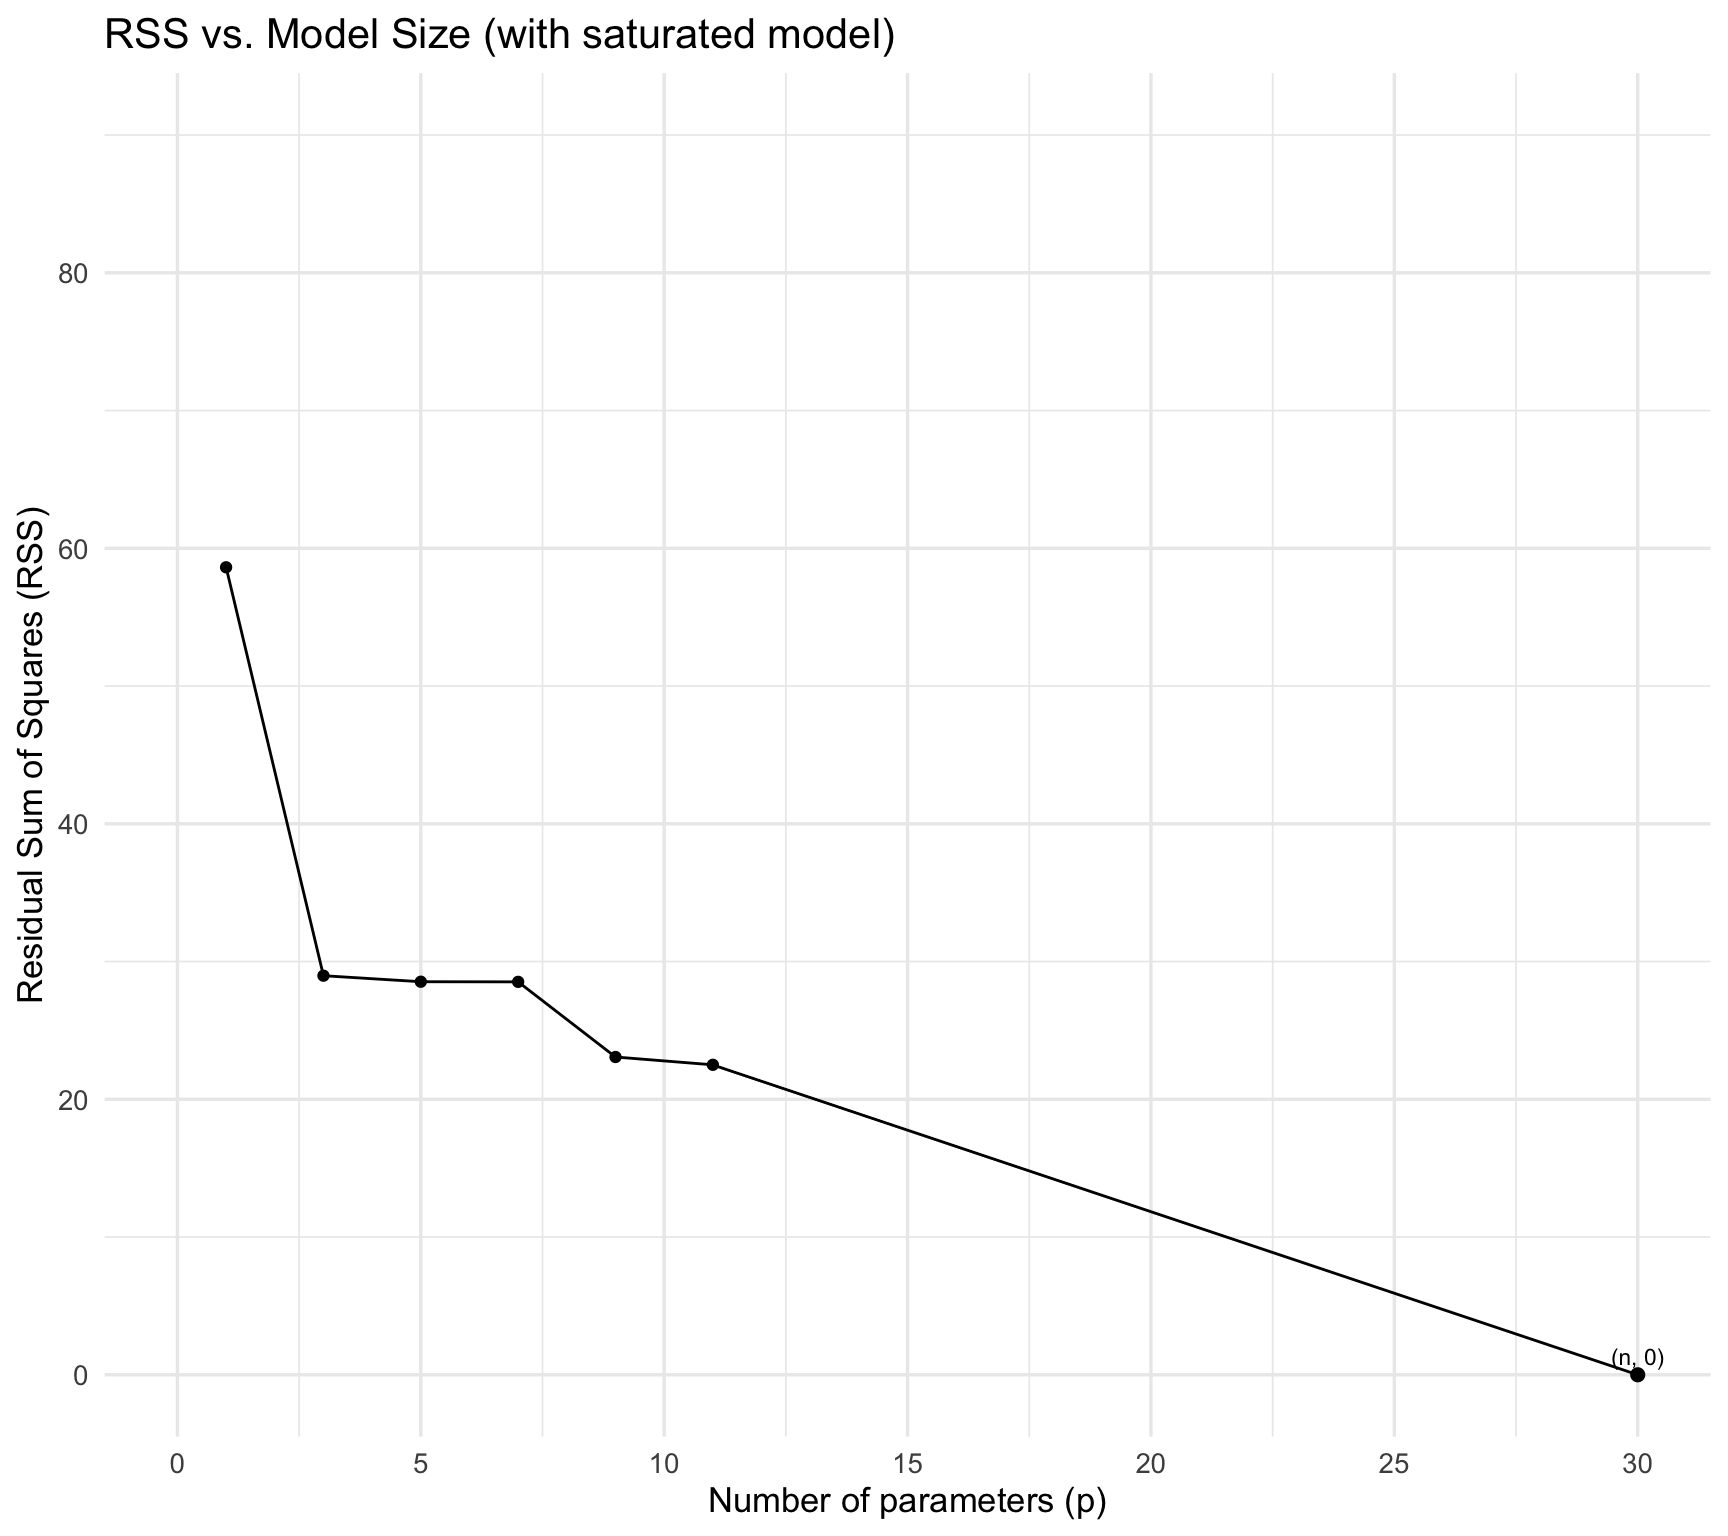 RSS vs. Model Size (with saturated model)
Residual Sum of Squares (RSS)
80
60
40
20
0
(n, 0)
0 5 10 15 20 25 30
Number of parameters (p)